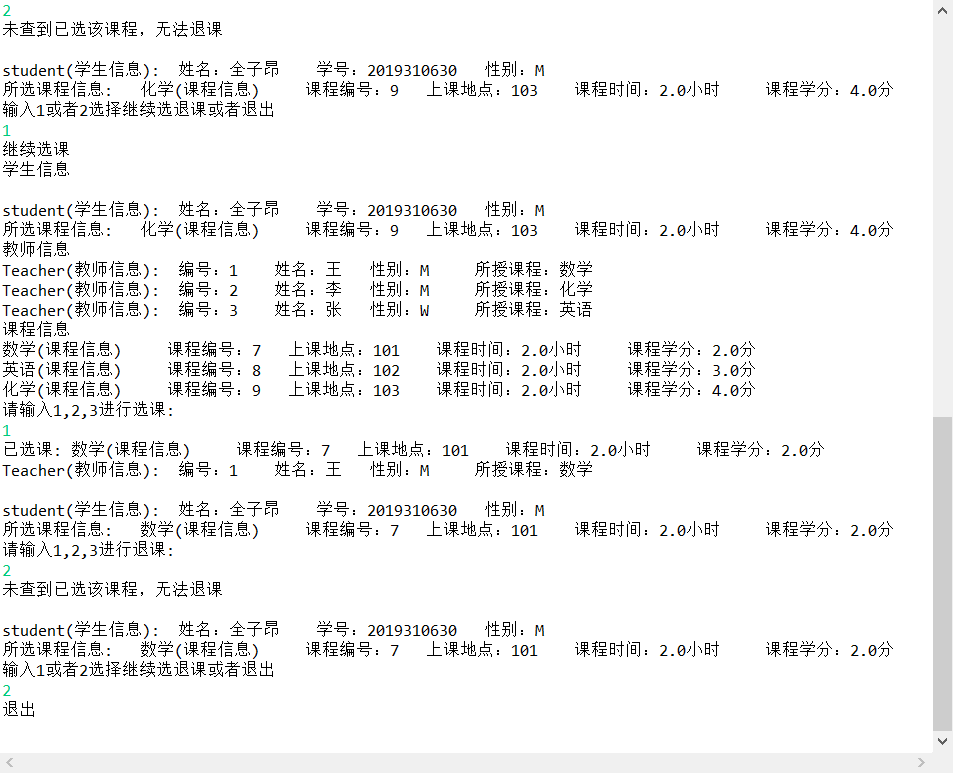 2
未查到已选该课程，无法退课
student(学生信息):  姓名：全子昂    学号：2019310630   性别：M
所选课程信息:   化学(课程信息)     课程编号：9   上课地点：103    课程时间：2.0小时     课程学分：4.0分
输入1或者2选择继续选退课或者退出
1
继续选课
学生信息
student(学生信息):  姓名：全子昂    学号：2019310630   性别：M
所选课程信息:   化学(课程信息)     课程编号：9   上课地点：103    课程时间：2.0小时     课程学分：4.0分
教师信息
Teacher(教师信息):  编号：1    姓名：王   性别：M     所授课程：数学
Teacher(教师信息):  编号：2    姓名：李   性别：M     所授课程：化学
Teacher(教师信息):  编号：3    姓名：张   性别：W     所授课程：英语
课程信息
数学(课程信息)     课程编号：7   上课地点：101    课程时间：2.0小时     课程学分：2.0分
英语(课程信息)     课程编号：8   上课地点：102    课程时间：2.0小时     课程学分：3.0分
化学(课程信息)     课程编号：9   上课地点：103    课程时间：2.0小时     课程学分：4.0分
请输入1,2,3进行选课:
1
已选课: 数学(课程信息)     课程编号：7   上课地点：101    课程时间：2.0小时     课程学分：2.0分
Teacher(教师信息):  编号：1    姓名：王   性别：M     所授课程：数学
student(学生信息):  姓名：全子昂    学号：2019310630   性别：M
所选课程信息:   数学(课程信息)     课程编号：7   上课地点：101    课程时间：2.0小时     课程学分：2.0分
请输入1,2,3进行退课:
2
未查到已选该课程，无法退课
student(学生信息):  姓名：全子昂    学号：2019310630   性别：M
所选课程信息:   数学(课程信息)     课程编号：7   上课地点：101    课程时间：2.0小时     课程学分：2.0分
输入1或者2选择继续选退课或者退出
2
退出